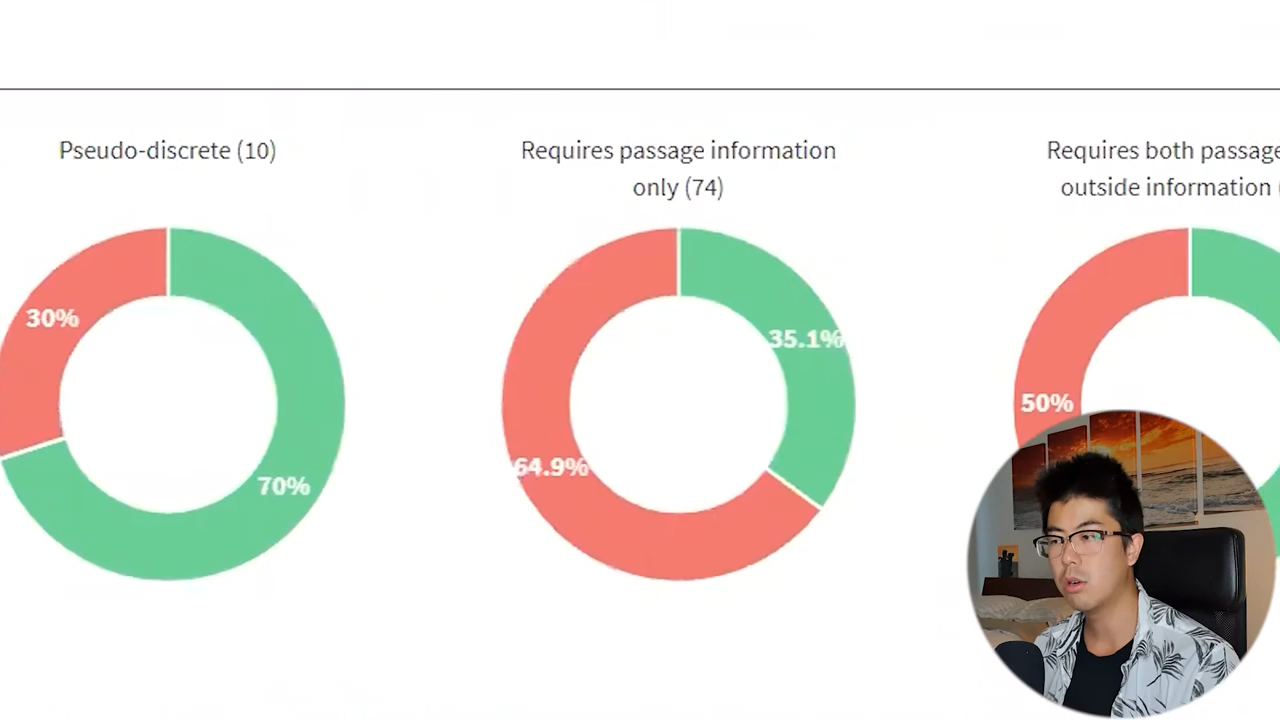 Pseudo-discrete (10)
30%
70%
Requires passage information
only (74)
35.1%
64.9%
Requires both passage
outside information (
50%